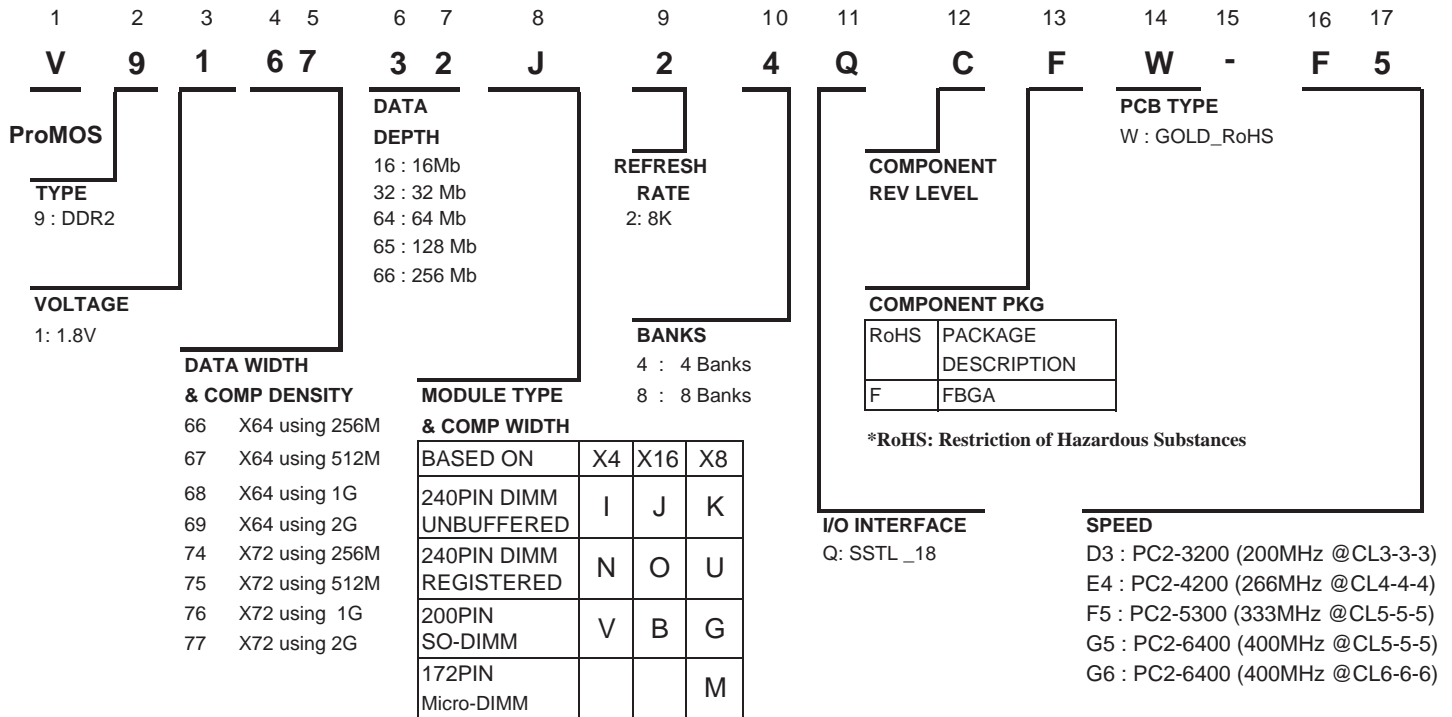 1 2 3 4 5 6 7 8 9 10 11 12 13 14 15 16 17
V 9 1 6 7 3 2 J 2 4 Q C F W - F 5
ProMOS
TYPE
9 : DDR2
VOLTAGE
1: 1.8V
DATA WIDTH
& COMP DENSITY
66 X64 using 256M
67 X64 using 512M
68 X64 using 1G
69 X64 using 2G
74 X72 using 256M
75 X72 using 512M
76 X72 using 1G
77 X72 using 2G
DATA
DEPTH
16 : 16Mb
32 : 32 Mb
64 : 64 Mb
65 : 128 Mb
66 : 256 Mb
MODULE TYPE
& COMP WIDTH
BASED ON X4 X16 X8
240PIN DIMM
UNBUFFERED I J K
240PIN DIMM
REGISTERED N O U
200PIN
SO-DIMM V B G
172PIN
Micro-DIMM M
REFRESH
RATE
2: 8K
BANKS
4 : 4 Banks
8 : 8 Banks
I/O INTERFACE
Q: SSTL _18
COMPONENT
REV LEVEL
COMPONENT PKG
RoHS PACKAGE
DESCRIPTION
F FBGA
*RoHS: Restriction of Hazardous Substances
PCB TYPE
W : GOLD_RoHS
SPEED
D3 : PC2-3200 (200MHz @CL3-3-3)
E4 : PC2-4200 (266MHz @CL4-4-4)
F5 : PC2-5300 (333MHz @CL5-5-5)
G5 : PC2-6400 (400MHz @CL5-5-5)
G6 : PC2-6400 (400MHz @CL6-6-6)